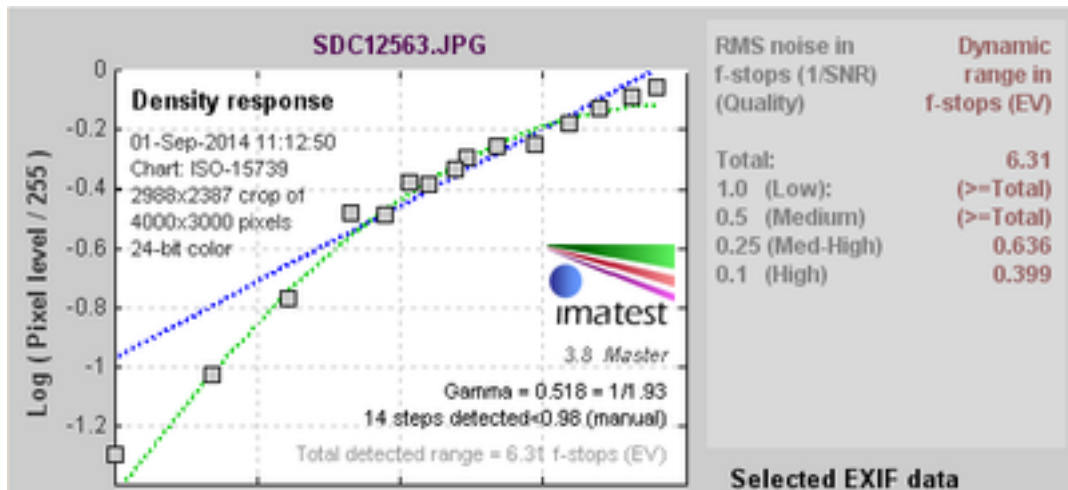 SDC12563.JPG
0
-0.2
-0.4
-0.6
-0.8
-1
-1.2
Log ( Pixel level / 255 )
Density response
01-Sep-2014 11:12:50
Chart: ISO-15739
2988x2387 crop of
4000x3000 pixels
24-bit color
imatest
3.8 Master
Gamma = 0.518 = 1/1.93
14 steps detected<0.98 (manual)
Total detected range = 6.31 f-stops (EV)
RMS noise in Dynamic
f-stops (1/SNR) range in
(Quality) f-stops (EV)
Total: 6.31
1.0 (Low): (>=Total)
0.5 (Medium) (>=Total)
0.25 (Med-High) 0.636
0.1 (High) 0.399
Selected EXIF data